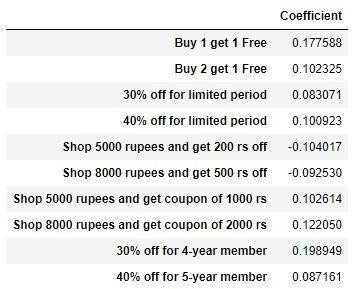 Coefficient
Buy 1 get 1 Free 0.177588
Buy 2 get 1 Free 0.102325
30% off for limited period 0.083071
40% off for limited period 0.100923
Shop 5000 rupees and get 200 rs off -0.104017
Shop 8000 rupees and get 500 rs off -0.092530
Shop 5000 rupees and get coupon of 1000 rs 0.102614
Shop 8000 rupees and get coupon of 2000 rs 0.122050
30% off for 4-year member 0.198949
40% off for 5-year member 0.087161